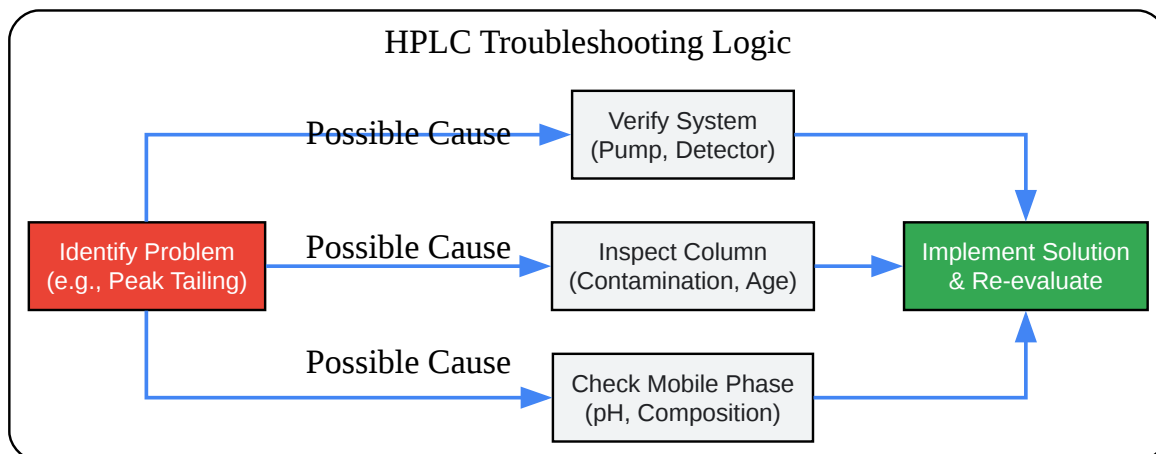 HPLC Troubleshooting Logic
Possible Cause
Verify System
(Pump, Detector)
Identify Problem
(e.g., Peak Tailing)
Possible Cause
Inspect Column
(Contamination, Age)
Implement Solution
& Re-evaluate
Possible Cause
Check Mobile Phase
(pH, Composition)